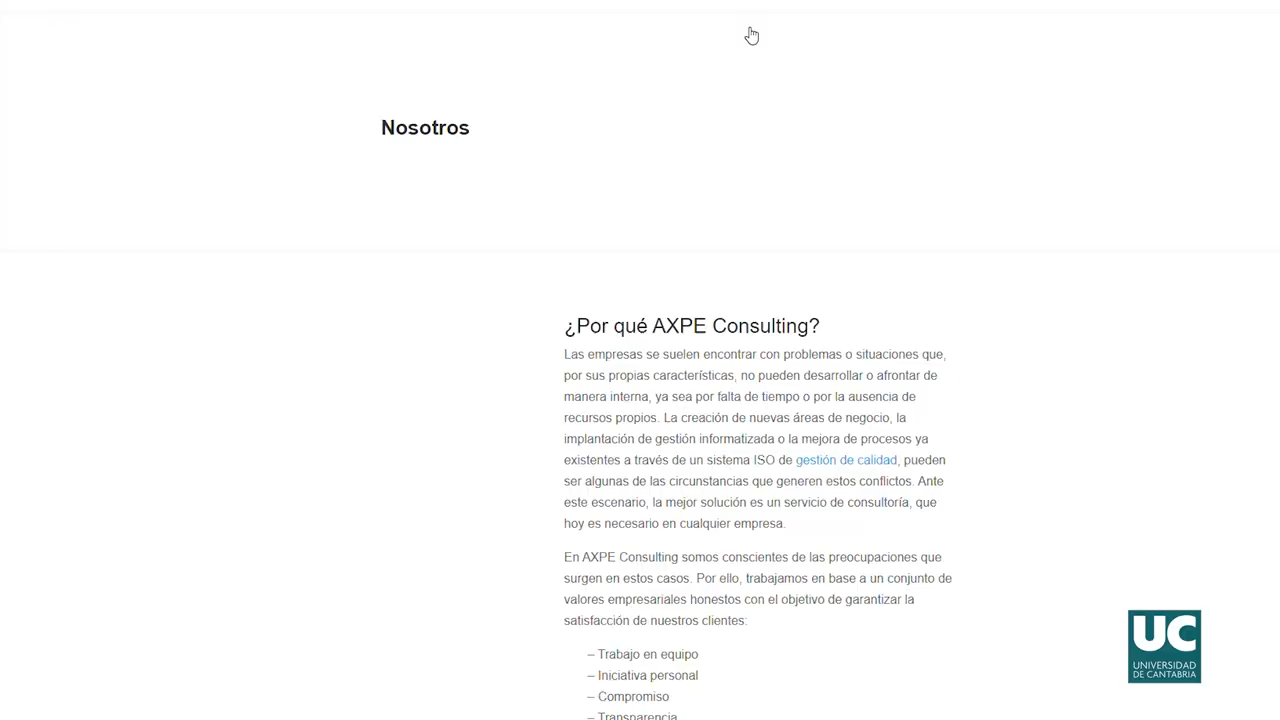 Nosotros
¿Por qué AXPE Consulting?
Las empresas se suelen encontrar con problemas o situaciones que,
por sus propias características, no pueden desarrollar o afrontar de
manera interna, ya sea por falta de tiempo o por la ausencia de
recursos propios. La creación de nuevas áreas de negocio, la
implantación de gestión informatizada o la mejora de procesos ya
existentes a través de un sistema ISO de gestión de calidad, pueden
ser algunas de las circunstancias que generen estos conflictos. Ante
este escenario, la mejor solución es un servicio de consultoría, que
hoy es necesario en cualquier empresa.
En AXPE Consulting somos conscientes de las preocupaciones que
surgen en estos casos. Por ello, trabajamos en base a un conjunto de
valores empresariales honestos con el objetivo de garantizar la
satisfacción de nuestros clientes:
– Trabajo en equipo
– Iniciativa personal
– Compromiso
– Transparencia
UC
UNIVERSIDAD
DE CANTABRIA